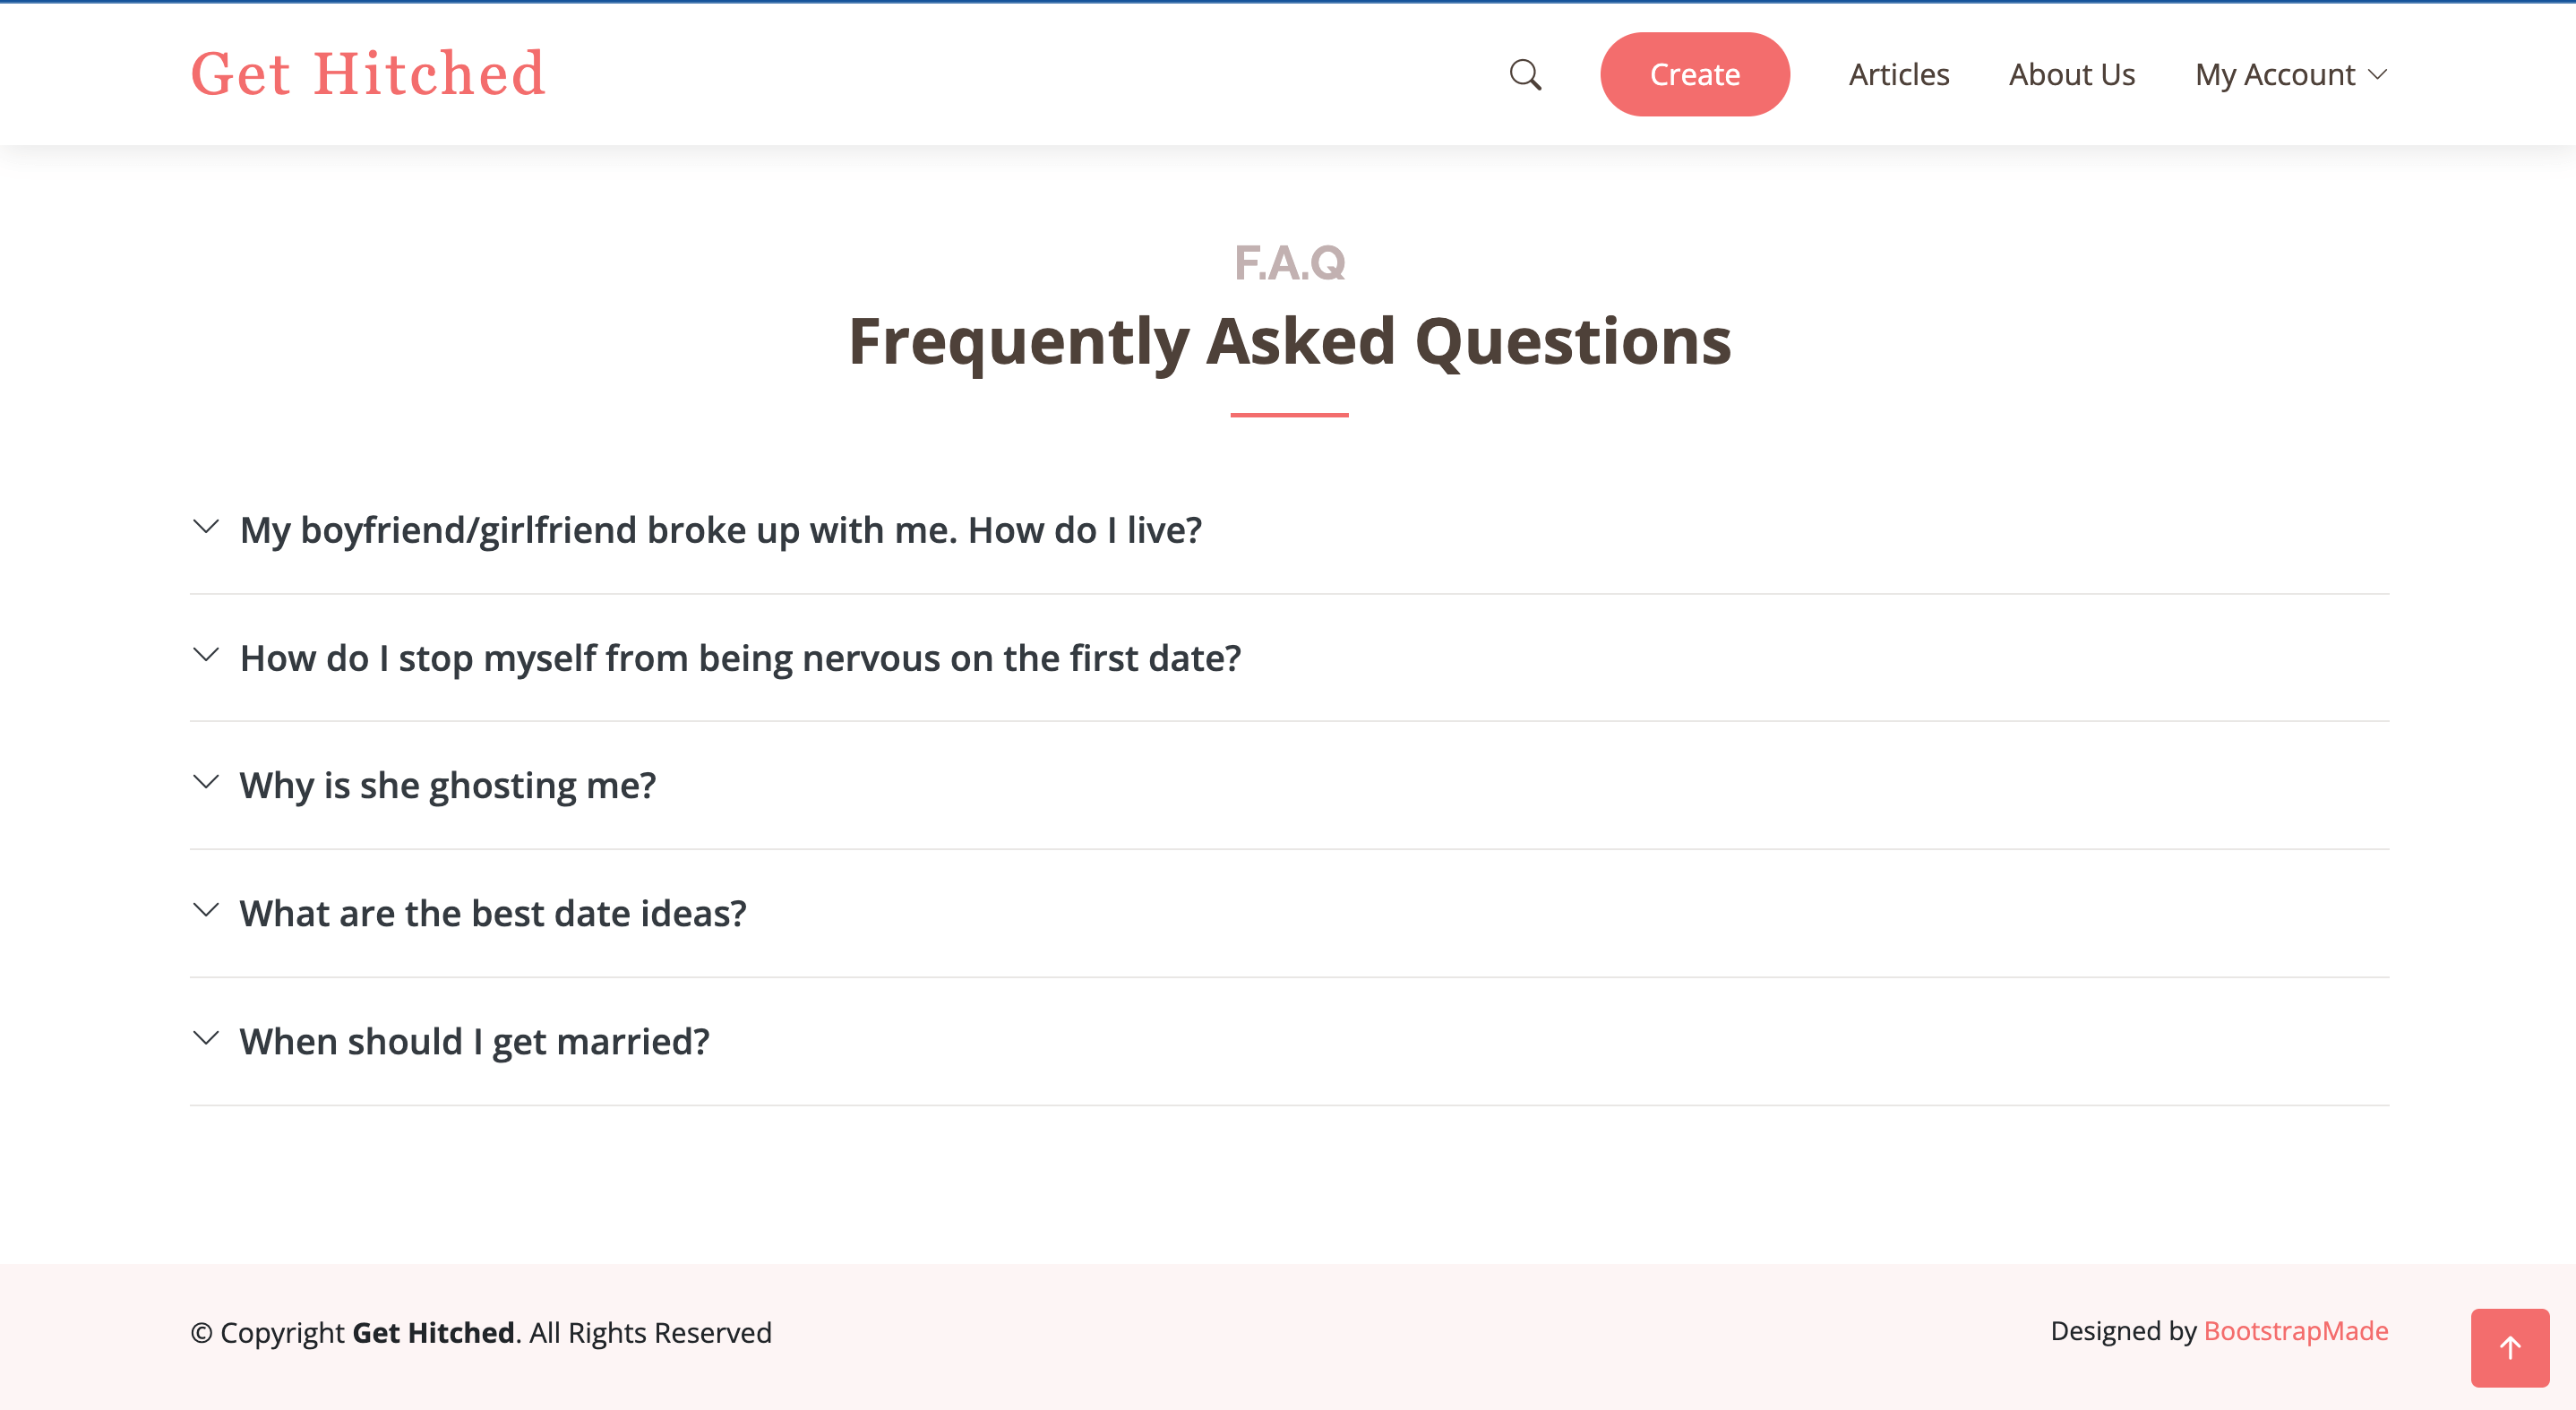 Get Hitched
Create
Articles
About Us
My Account
F.A.Q
Frequently Asked Questions
My boyfriend/girlfriend broke up with me. How do I live?
How do I stop myself from being nervous on the first date?
Why is she ghosting me?
What are the best date ideas?
When should I get married?
© Copyright Get Hitched. All Rights Reserved
Designed by BootstrapMade